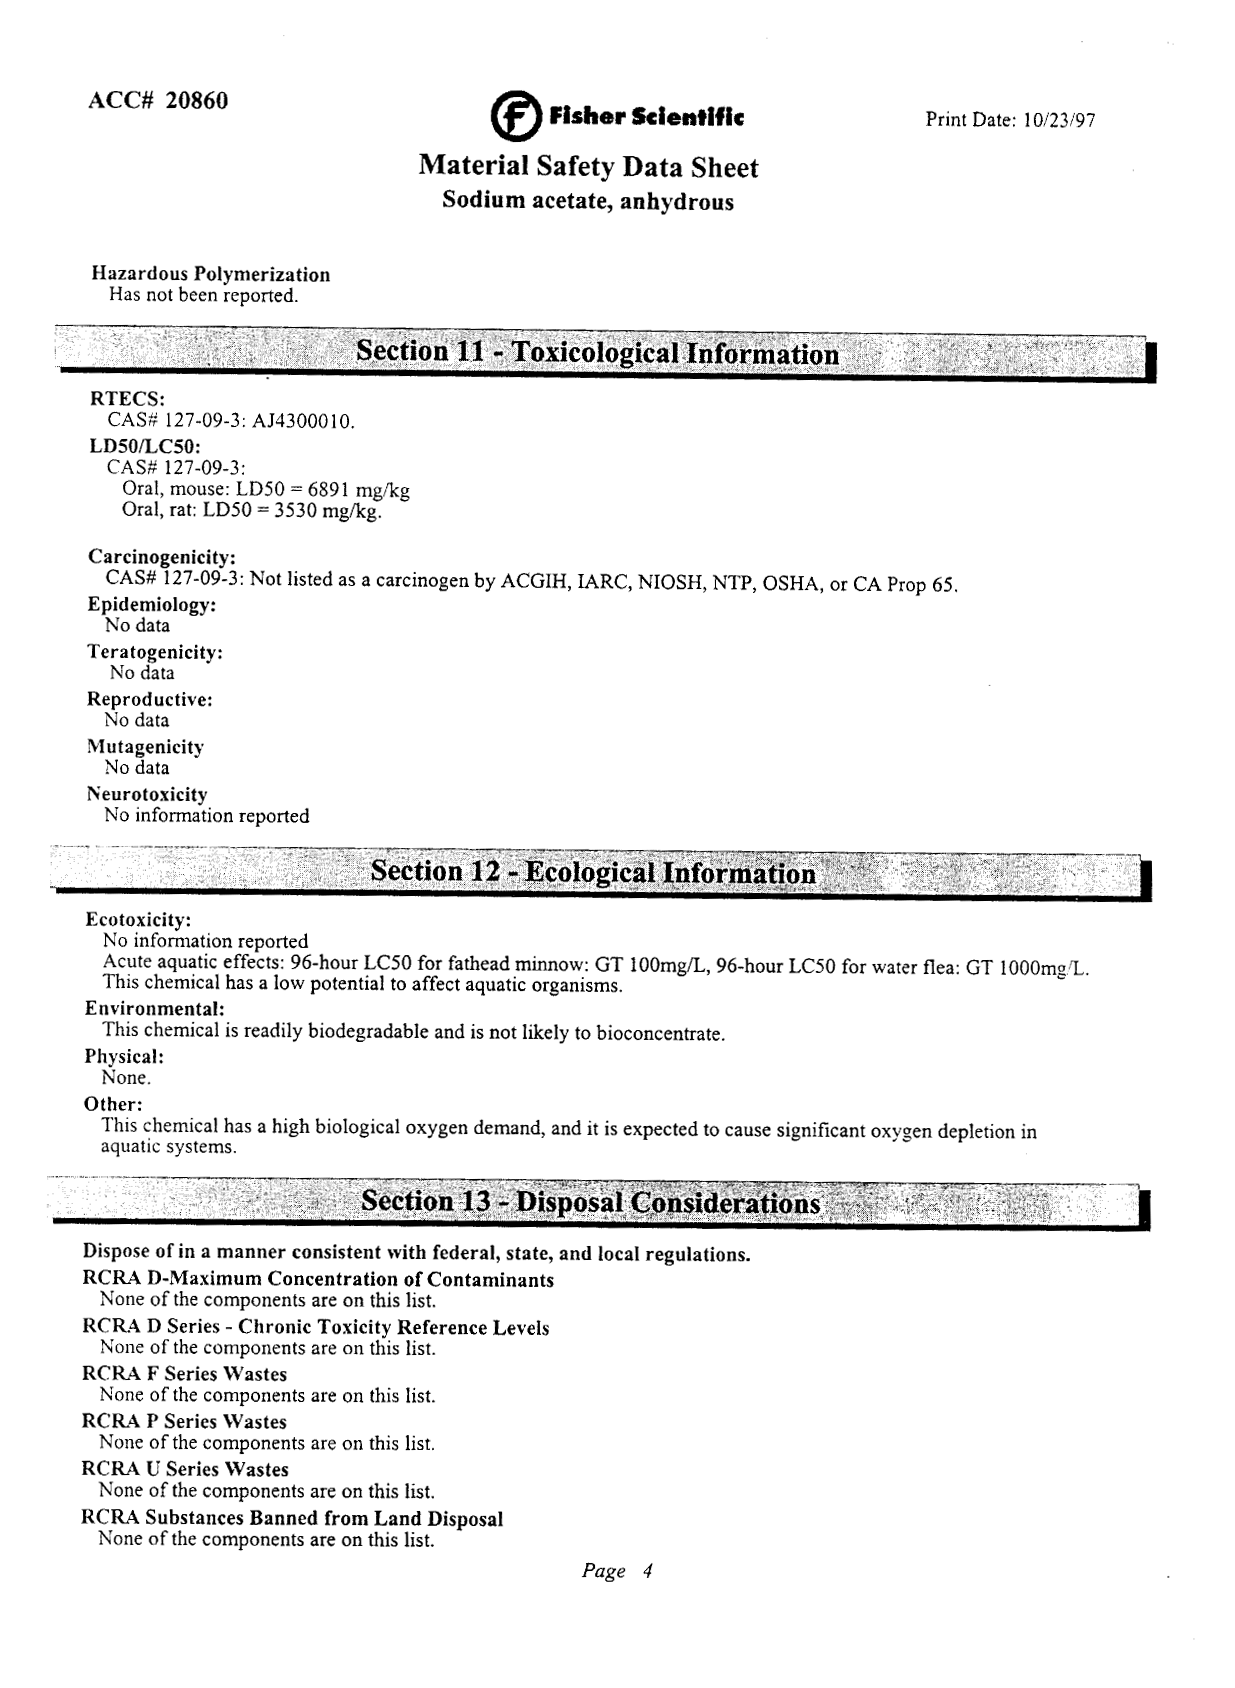 ACC# 20860
Fisher Scientific
Print Date: 10/23/97
Material Safety Data Sheet
Sodium acetate, anhydrous
Hazardous Polymerization
Has not been reported.
Section 11 - Toxicological Information
RTECS:
CAS# 127-09-3: AJ4300010.
LD50/LC50:
CAS# 127-09-3:
Oral, mouse: LD50 = 6891 mg/kg
Oral, rat: LD50 = 3530 mg/kg.
Carcinogenicity:
CAS# 127-09-3: Not listed as a carcinogen by ACGIH, IARC, NIOSH, NTP, OSHA, or CA Prop 65.
Epidemiology:
No data
Teratogenicity:
No data
Reproductive:
No data
Mutagenicity
No data
Neurotoxicity
No information reported
Section 12 - Ecological Information
Ecotoxicity:
No information reported
Acute aquatic effects: 96-hour LC50 for fathead minnow: GT 100mg/L, 96-hour LC50 for water flea: GT 1000mg/L.
This chemical has a low potential to affect aquatic organisms.
Environmental:
This chemical is readily biodegradable and is not likely to bioconcentrate.
Physical:
None.
Other:
This chemical has a high biological oxygen demand, and it is expected to cause significant oxygen depletion in
aquatic systems.
Section 13 - Disposal Considerations
Dispose of in a manner consistent with federal, state, and local regulations.
RCRA D-Maximum Concentration of Contaminants
None of the components are on this list.
RCRA D Series - Chronic Toxicity Reference Levels
None of the components are on this list.
RCRA F Series Wastes
None of the components are on this list.
RCRA P Series Wastes
None of the components are on this list.
RCRA U Series Wastes
None of the components are on this list.
RCRA Substances Banned from Land Disposal
None of the components are on this list.
Page 4